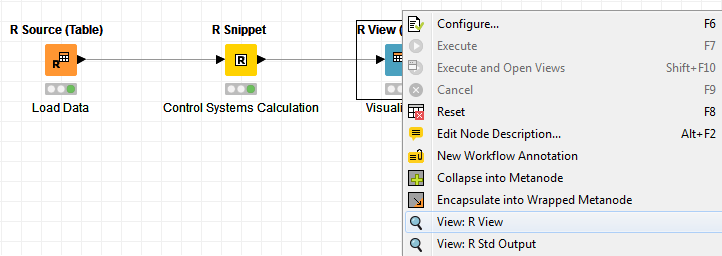 R Source (Table)
R Snippet
R View (
Load Data
Control Systems Calculation
Visuali
Configure... F6
Execute F7
Execute and Open Views Shift+F10
Cancel F9
Reset F8
Edit Node Description... Alt+F2
New Workflow Annotation
Collapse into Metanode
Encapsulate into Wrapped Metanode
View: R View
View: R Std Output